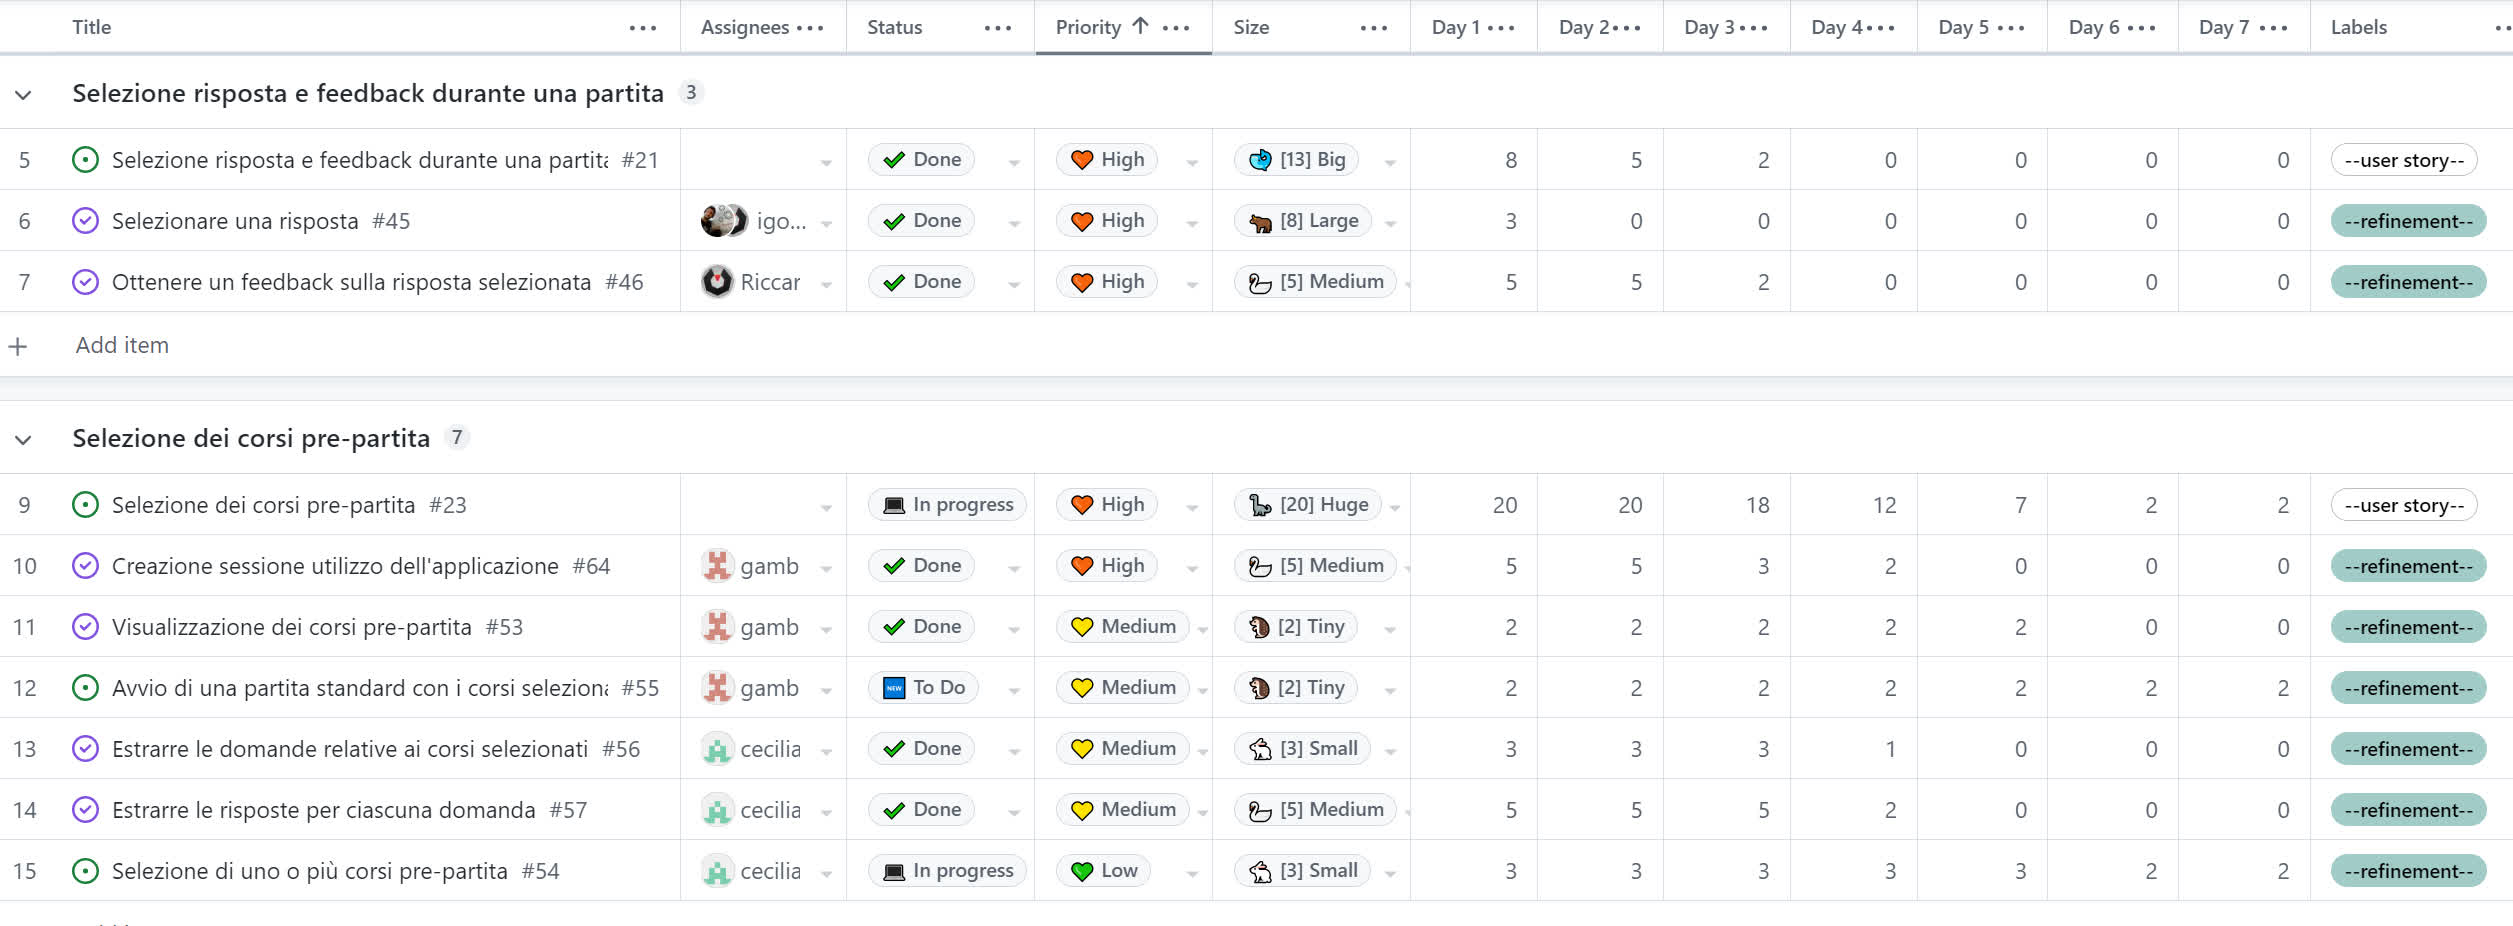 Title Assignees Status Priority Size Day 1 Day 2 Day 3 Day 4 Day 5 Day 6 Day 7 Labels
Selezione risposta e feedback durante una partita 3
5 Selezione risposta e feedback durante una partita #21 Done High [13] Big 8 5 2 0 0 0 0 --user story--
6 Selezionare una risposta #45 igo... Done High [8] Large 3 0 0 0 0 0 0 --refinement--
7 Ottenere un feedback sulla risposta selezionata #46 Riccar Done High [5] Medium 5 5 2 0 0 0 0 --refinement--
Add item
Selezione dei corsi pre-partita 7
9 Selezione dei corsi pre-partita #23 In progress High [20] Huge 20 20 18 12 7 2 2 --user story--
10 Creazione sessione utilizzo dell'applicazione #64 gamb Done High [5] Medium 5 5 3 2 0 0 0 --refinement--
11 Visualizzazione dei corsi pre-partita #53 gamb Done Medium [2] Tiny 2 2 2 2 2 0 0 --refinement--
12 Avvio di una partita standard con i corsi seleziona #55 gamb NEW To Do Medium [2] Tiny 2 2 2 2 2 2 2 --refinement--
13 Estrarre le domande relative ai corsi selezionati #56 cecilia Done Medium [3] Small 3 3 3 1 0 0 0 --refinement--
14 Estrarre le risposte per ciascuna domanda #57 cecilia Done Medium [5] Medium 5 5 5 2 0 0 0 --refinement--
15 Selezione di uno o più corsi pre-partita #54 cecilia In progress Low [3] Small 3 3 3 3 3 2 2 --refinement--